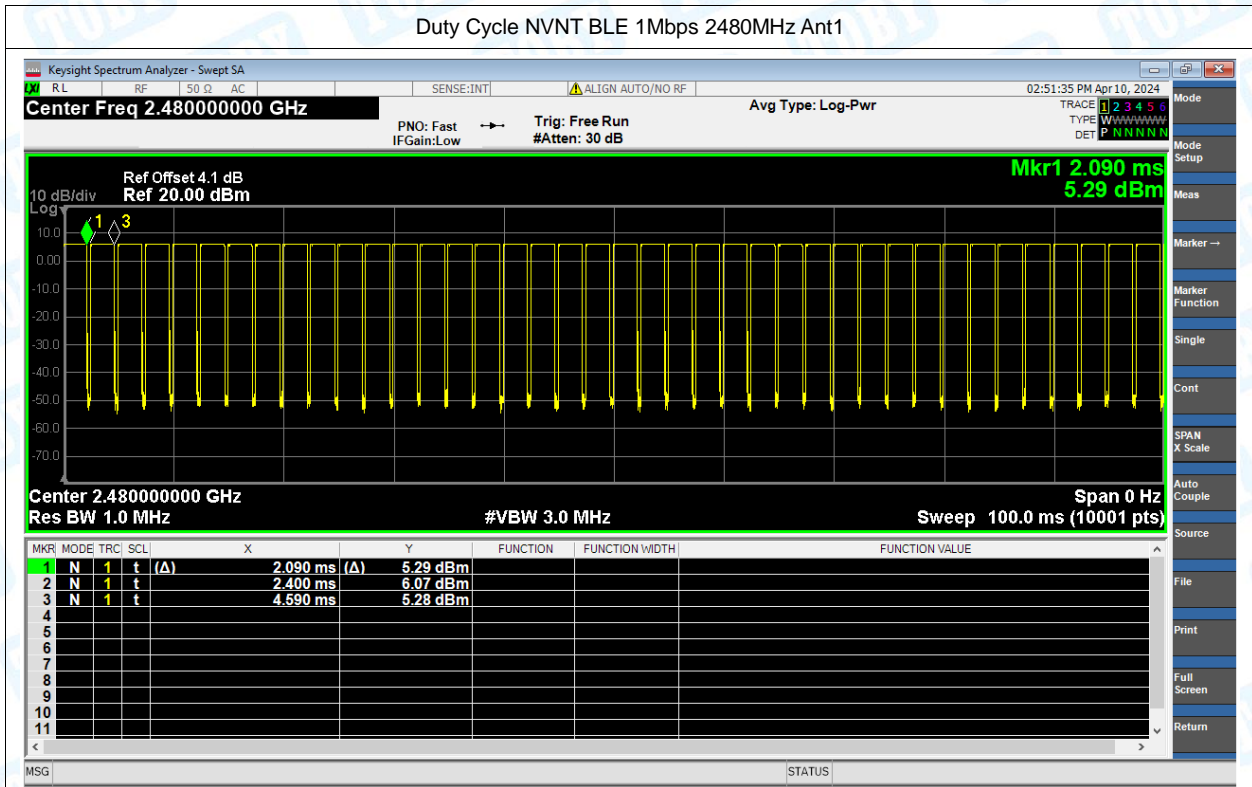 Duty Cycle NVNT BLE 1Mbps 2480MHz Ant1
Keysight Spectrum Analyzer - Swept SA
LXI RL RF 50 Ω AC SENSE:INT ALIGN AUTO/NO RF 02:51:35 PM Apr 10, 2024
Center Freq 2.480000000 GHz
PNO: Fast
IFGain:Low
Trig: Free Run
#Atten: 30 dB
Avg Type: Log-Pwr
TRACE 1 2 3 4 5 6
TYPE WWWWWWW
DET P N N N N N
Mkr1 2.090 ms
5.29 dBm
Ref Offset 4.1 dB
10 dB/div Ref 20.00 dBm
Log
1 3
10.0
0.00
-10.0
-20.0
-30.0
-40.0
-50.0
-60.0
-70.0
Center 2.480000000 GHz Span 0 Hz
Res BW 1.0 MHz #VBW 3.0 MHz Sweep 100.0 ms (10001 pts)
MKR MODE TRC SCL X Y FUNCTION FUNCTION WIDTH FUNCTION VALUE
1 N 1 t (Δ) 2.090 ms (Δ) 5.29 dBm
2 N 1 t 2.400 ms 6.07 dBm
3 N 1 t 4.590 ms 5.28 dBm
4
5
6
7
8
9
10
11
MSG STATUS
Mode
Mode
Setup
Meas
Marker →
Marker
Function
Single
Cont
SPAN
X Scale
Auto
Couple
Source
File
Print
Full
Screen
Return
TOBY